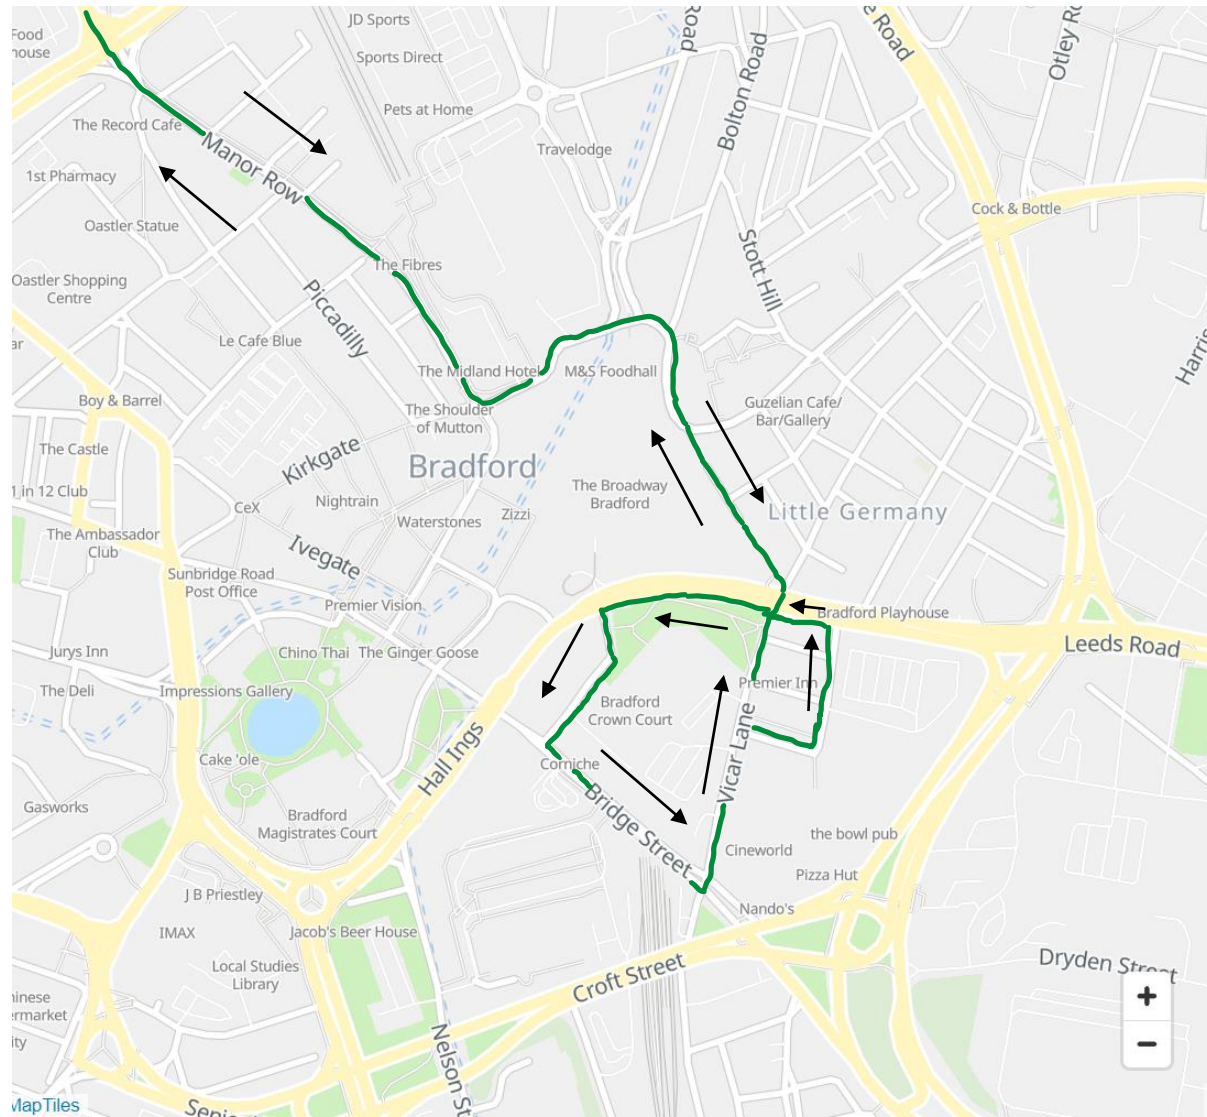 JD Sports
Food
house
Sports Direct
Road
e Road
Otley Ro
Bolton Road
Pets at Home
The Record Cafe
Manor Row
Travelodge
1st Pharmacy
Cock & Bottle
Oastler Statue
Stott Hill
The Fibres
Oastler Shopping
Centre
Piccadilly
Harris
ar
Le Cafe Blue
The Midland Hotel
M&S Foodhall
Boy & Barrel
The Shoulder
of Mutton
Guzelian Cafe/
Bar/Gallery
The Castle
Kirkgate
Bradford
1 in 12 Club
Nightrain
The Broadway
Bradford
CeX
Waterstones
Zizzi
Little Germany
The Ambassador
Club
Ivegate
Sunbridge Road
Post Office
Premier Vision
Bradford Playhouse
Leeds Road
Jurys Inn
Chino Thai
The Ginger Goose
The Deli
Impressions Gallery
Premier Inn
Bradford
Crown Court
Vicar Lane
Hall Ings
Cake 'ole
Corniche
Gasworks
Bradford
Magistrates Court
Bridge Street
the bowl pub
Cineworld
Pizza Hut
J B Priestley
Nando's
IMAX
Jacob's Beer House
Local Studies
Library
Croft Street
Dryden Street
hinese
ermarket
ity
+
−
Nelson St
MapTiles